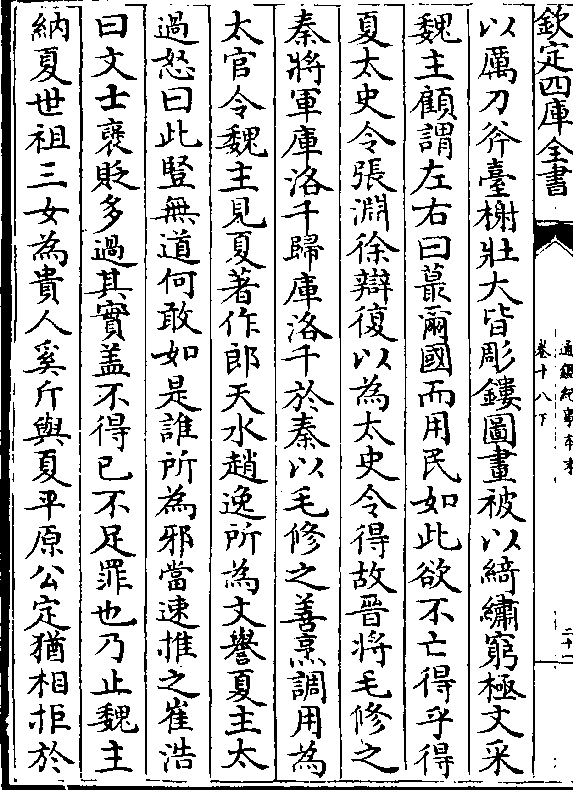 欽定四庫全書
通鑑紀事本末
卷十八下
二十二
以厲刀斧臺榭壯大皆彫鏤圖畫被以綺繡窮極文采
魏主顧謂左右曰蕞爾國而用民如此欲不亡得乎得
夏太史令張淵徐辯復以為太史令得故晉將毛修之
秦將軍庫洛干歸庫洛干於秦以毛修之善烹調用為
太官令魏主見夏著作郎天水趙逸所為文譽夏主太
過怒曰此豎無道何敢如是誰所為邪當速推之崔浩
曰文士襃貶多過其實盖不得已不足罪也乃止魏主
納夏世祖三女為貴人奚斤與夏平原公定猶相拒於